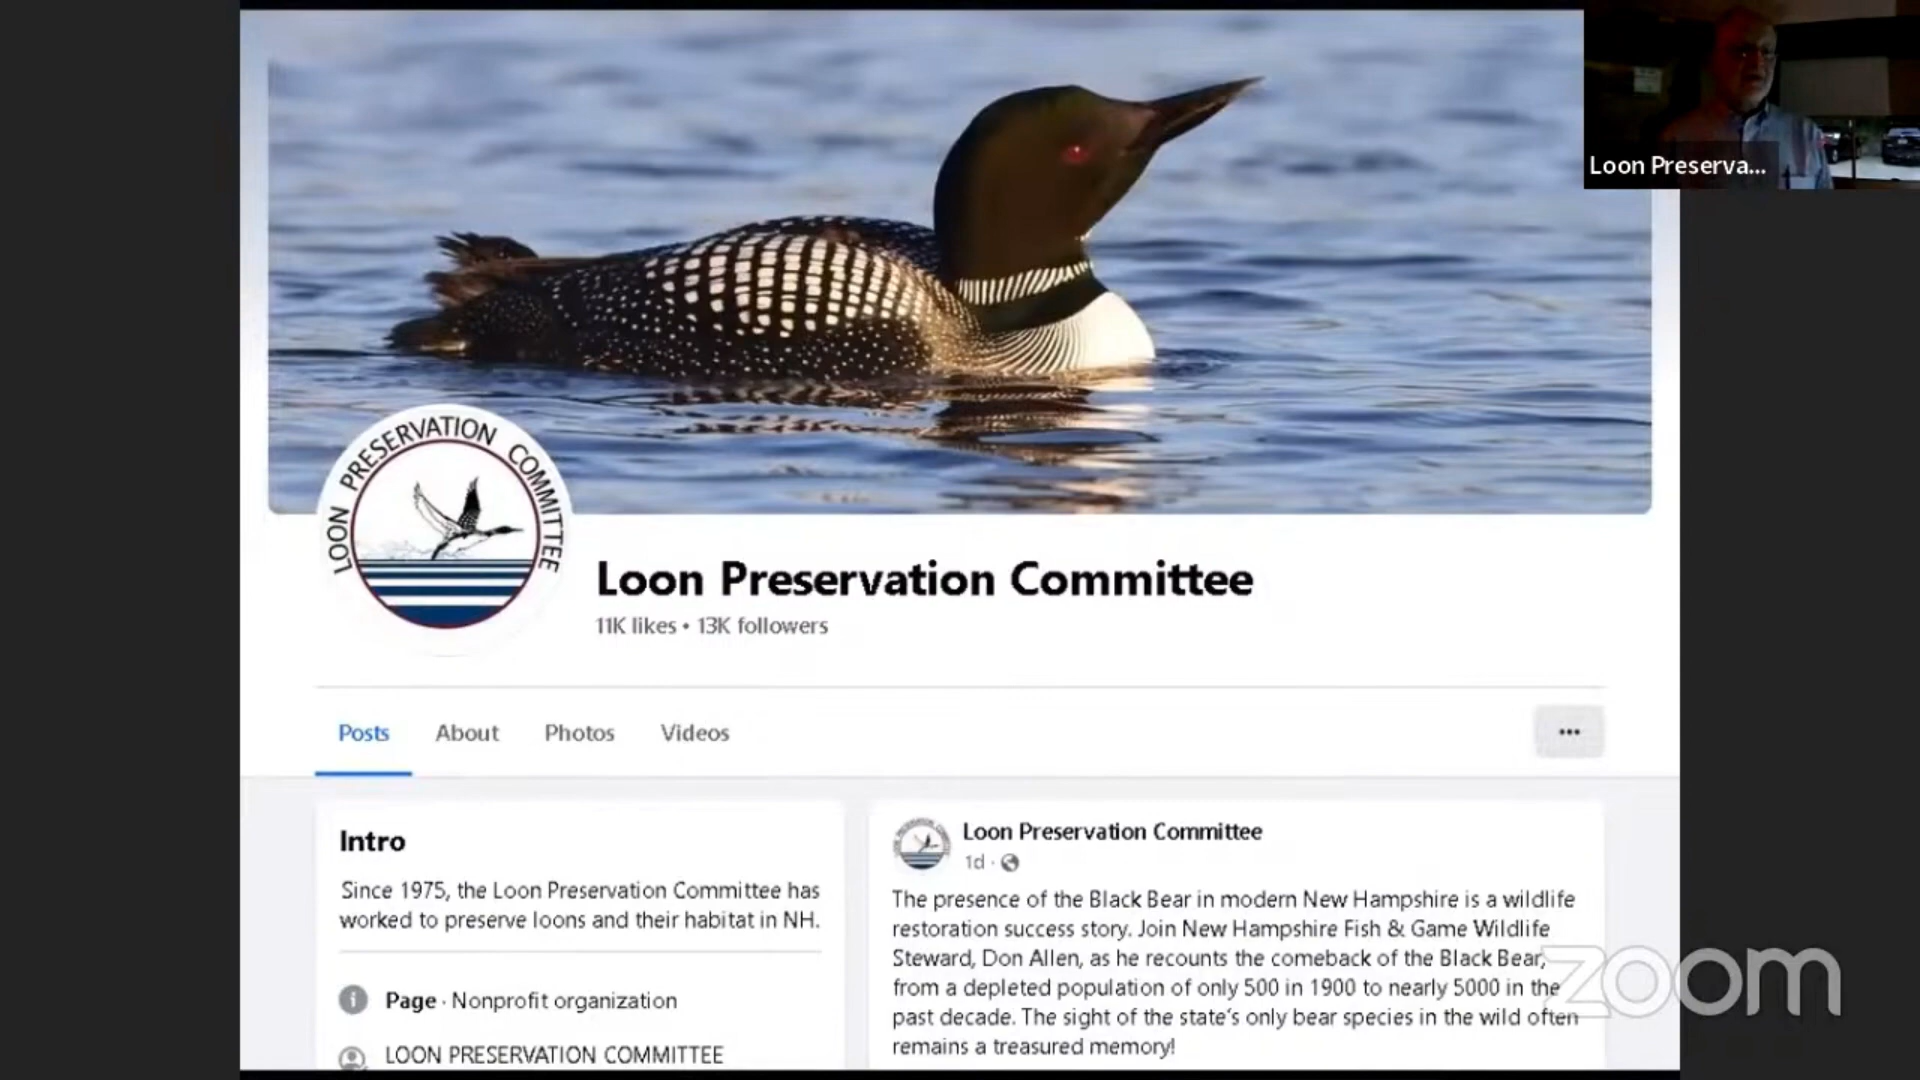 Loon Preserva...
LOON PRESERVATION COMMITTEE
Loon Preservation Committee
11K likes • 13K followers
Posts About Photos Videos
Intro
Since 1975, the Loon Preservation Committee has
worked to preserve loons and their habitat in NH.
Page · Nonprofit organization
LOON PRESERVATION COMMITTEE
Loon Preservation Committee
1d ·
The presence of the Black Bear in modern New Hampshire is a wildlife
restoration success story. Join New Hampshire Fish & Game Wildlife
Steward, Don Allen, as he recounts the comeback of the Black Bear,
from a depleted population of only 500 in 1900 to nearly 5000 in the
past decade. The sight of the state's only bear species in the wild often
remains a treasured memory!
zoom